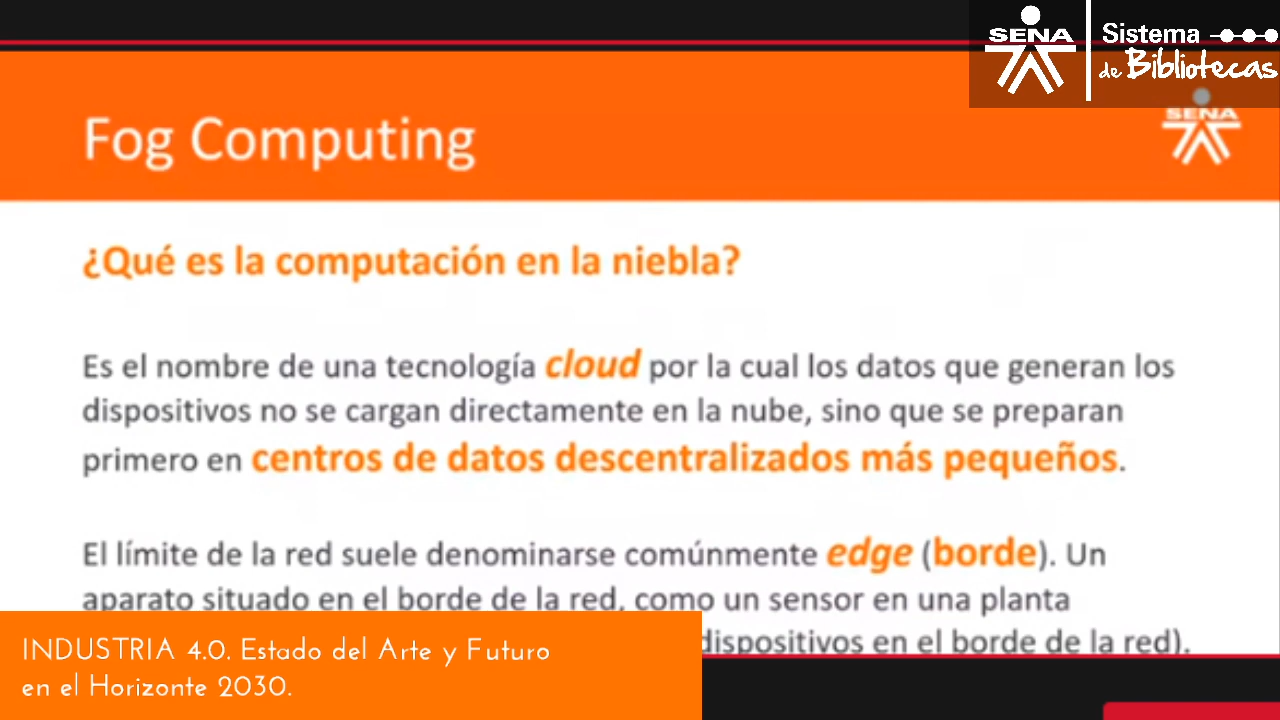 SENA
Sistema
de Bibliotecas
SENA
Fog Computing
¿Qué es la computación en la niebla?
Es el nombre de una tecnología cloud por la cual los datos que generan los
dispositivos no se cargan directamente en la nube, sino que se preparan
primero en centros de datos descentralizados más pequeños.
El límite de la red suele denominarse comúnmente edge (borde). Un
aparato situado en el borde de la red, como un sensor en una planta
dispositivos en el borde de la red).
INDUSTRIA 4.0. Estado del Arte y Futuro
en el Horizonte 2030.